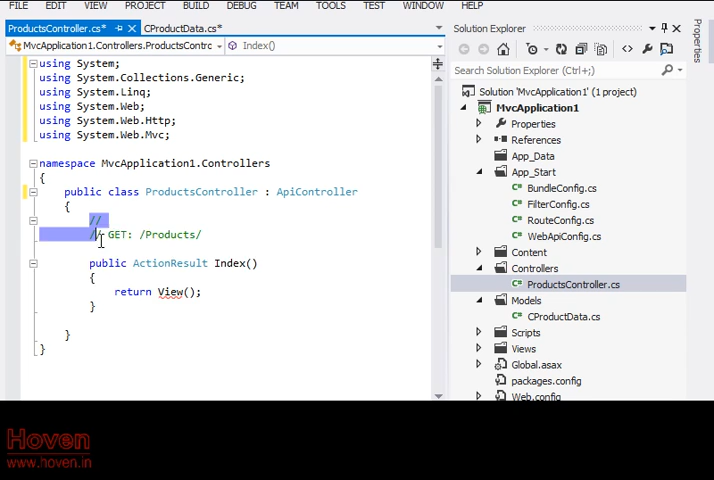 FILE EDIT VIEW PROJECT BUILD DEBUG TEAM TOOLS TEST WINDOW HELP
ProductsController.cs* CProductData.cs*
MvcApplication1.Controllers.ProductsContrc Index()
using System;
using System.Collections.Generic;
using System.Linq;
using System.Web;
using System.Web.Http;
using System.Web.Mvc;
namespace MvcApplication1.Controllers
{
public class ProductsController : ApiController
{
//
// GET: /Products/
public ActionResult Index()
{
return View();
}
}
}
Solution Explorer
Search Solution Explorer (Ctrl+;)
Solution 'MvcApplication1' (1 project)
MvcApplication1
Properties
References
App_Data
App_Start
BundleConfig.cs
FilterConfig.cs
RouteConfig.cs
WebApiConfig.cs
Content
Controllers
ProductsController.cs
Models
CProductData.cs
Scripts
Views
Global.asax
packages.config
Web.config
Properties
Hoven
www.hoven.in